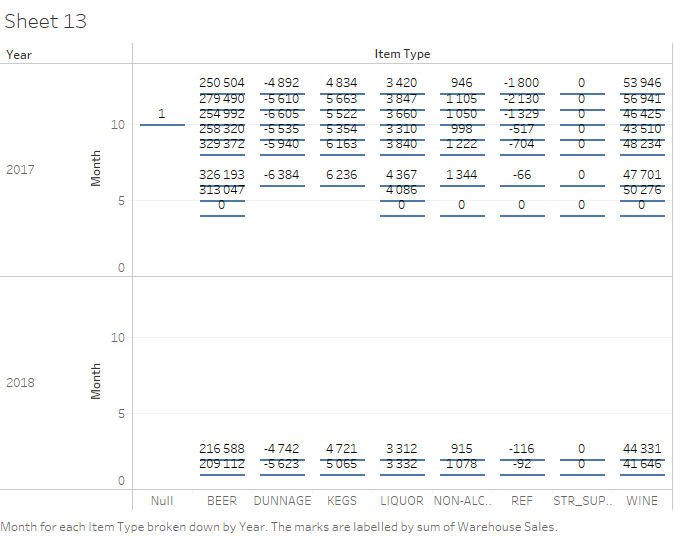 Sheet 13
Year
Item Type
250 504 -4 892 4 834 3 420 946 -1 800 0 53 946
279 490 -5 610 5 663 3 847 1 105 -2 130 0 56 941
1 254 992 -6 605 5 522 3 660 1 050 -1 329 0 46 425
10
258 320 -5 535 5 354 3 310 998 -517 0 43 510
329 372 -5 940 6 163 3 840 1 222 -704 0 48 234
2017
Month
326 193 -6 384 6 236 4 367 1 344 -66 0 47 701
313 047 4 086 50 276
5
0 0 0 0 0 0
0
10
2018
Month
5
216 588 -4 742 4 721 3 312 915 -116 0 44 331
209 112 -5 623 5 065 3 332 1 078 -92 0 41 646
0
Null BEER DUNNAGE KEGS LIQUOR NON-ALC.. REF STR_SUP.. WINE
Month for each Item Type broken down by Year. The marks are labelled by sum of Warehouse Sales.